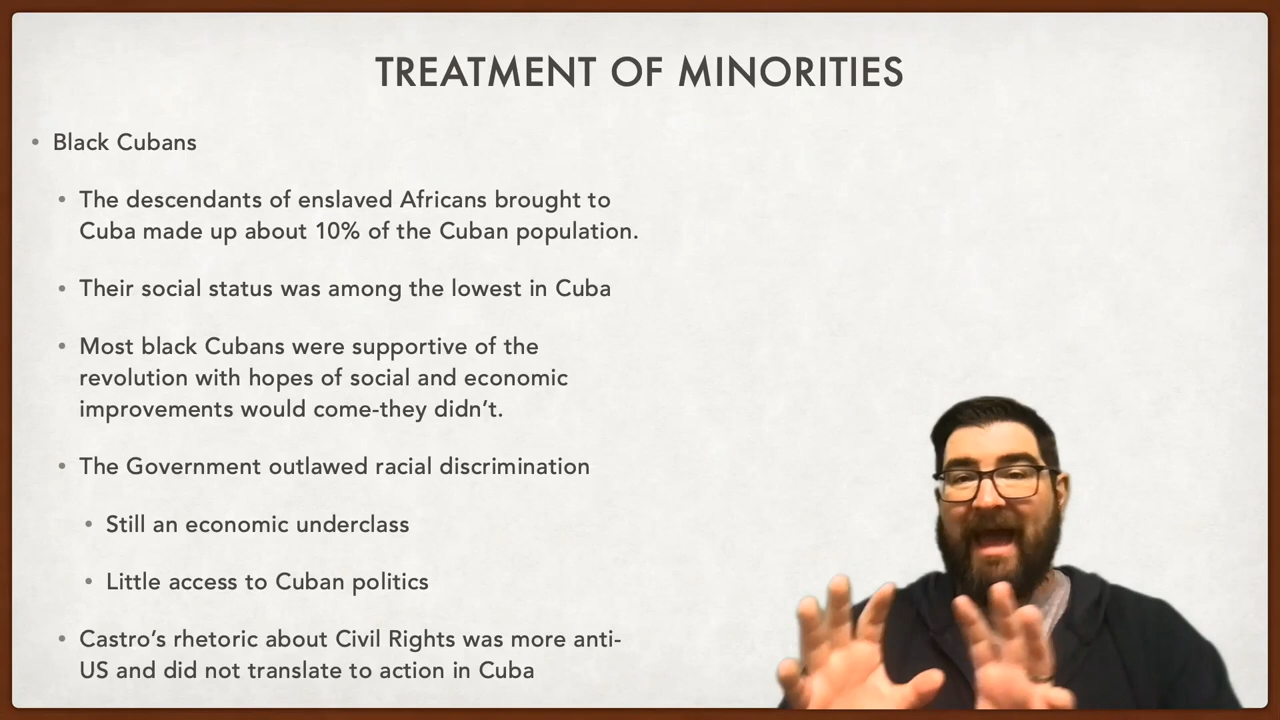 TREATMENT OF MINORITIES
• Black Cubans
• The descendants of enslaved Africans brought to
Cuba made up about 10% of the Cuban population.
• Their social status was among the lowest in Cuba
• Most black Cubans were supportive of the
revolution with hopes of social and economic
improvements would come-they didn’t.
• The Government outlawed racial discrimination
• Still an economic underclass
• Little access to Cuban politics
• Castro’s rhetoric about Civil Rights was more anti-
US and did not translate to action in Cuba